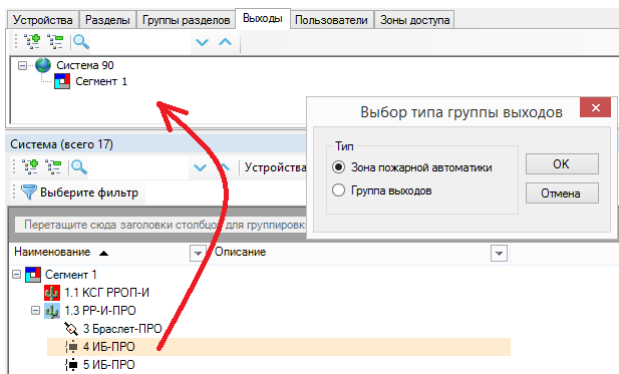 Устройства Разделы Группы разделов Выходы Пользователи Зоны доступа
Система 90
Сегмент 1
Выбор типа группы выходов
Тип
Зона пожарной автоматики
Группа выходов
OK
Отмена
Система (всего 17)
Устройства
Выберите фильтр
Перетащите сюда заголовки столбцов для группировк
Наименование Описание
Сегмент 1
1.1 КСГ РРОП-И
1.3 РР-И-ПРО
3 Браслет-ПРО
4 ИБ-ПРО
5 ИБ-ПРО